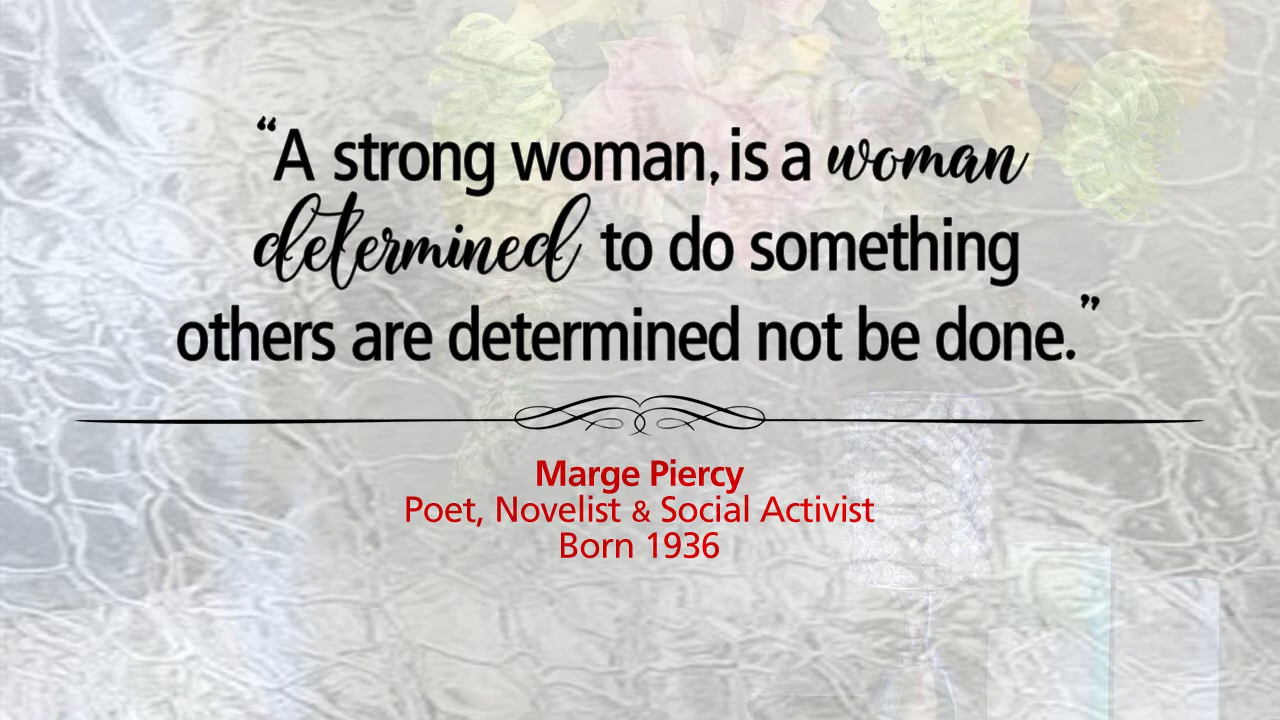 “A strong woman, is a woman
determined to do something
others are determined not be done.”
Marge Piercy
Poet, Novelist & Social Activist
Born 1936